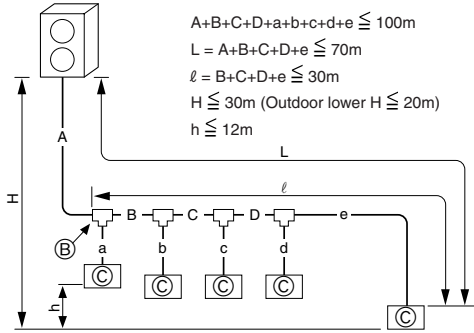 A+B+C+D+a+b+c+d+e ≦ 100m
L = A+B+C+D+e ≦ 70m
ℓ = B+C+D+e ≦ 30m
H ≦ 30m (Outdoor lower H ≦ 20m)
h ≦ 12m
A
L
H
ℓ
B C D e
Ⓑ a b c d
Ⓒ Ⓒ Ⓒ Ⓒ
h
Ⓒ